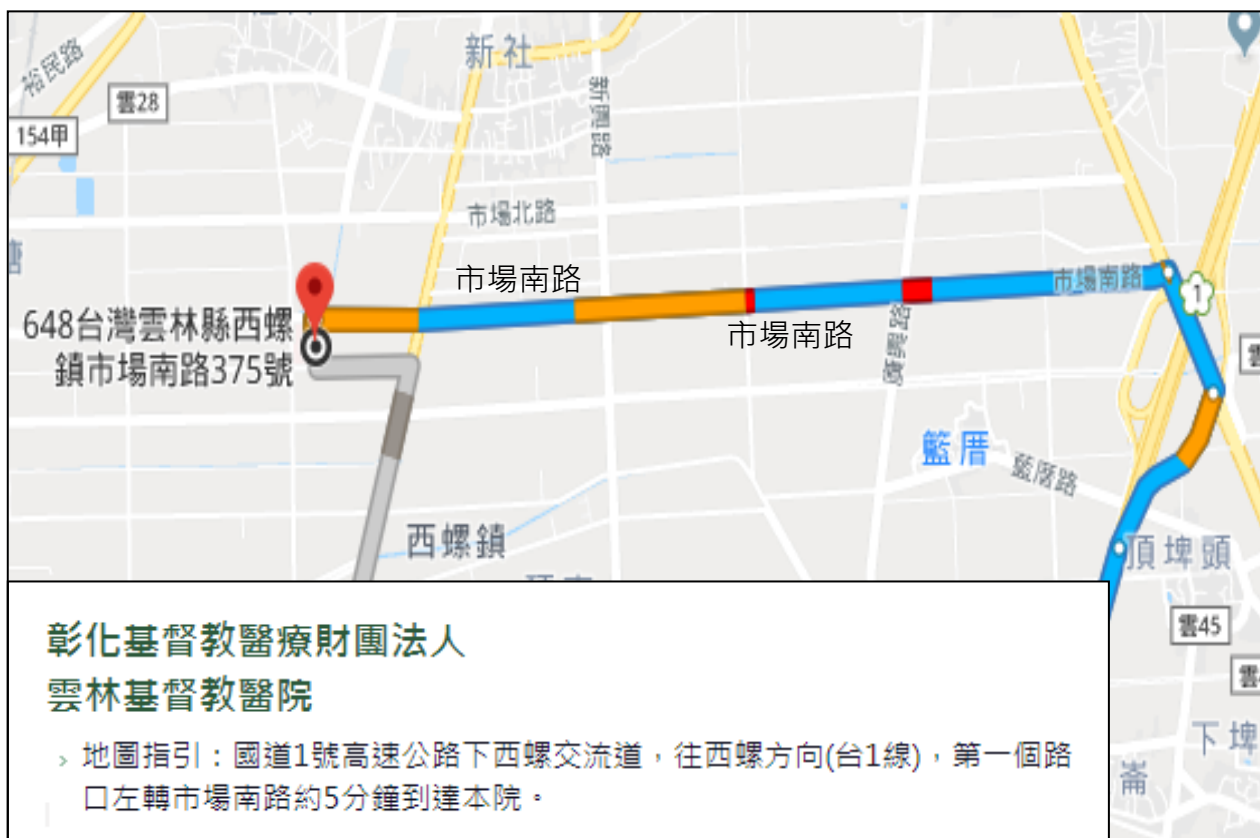 新社
裕民路
雲28
新興路
154甲
市場北路
市場南路
市場南路
1
648台灣雲林縣西螺
鎮市場南路375號
市場南路
廣興路
籃厝
藍厝路
西螺鎮
頂埤頭
雲45
下埤
崙
彰化基督教醫療財團法人
雲林基督教醫院
› 地圖指引：國道1號高速公路下西螺交流道，往西螺方向(台1線)，第一個路
口左轉市場南路約5分鐘到達本院。